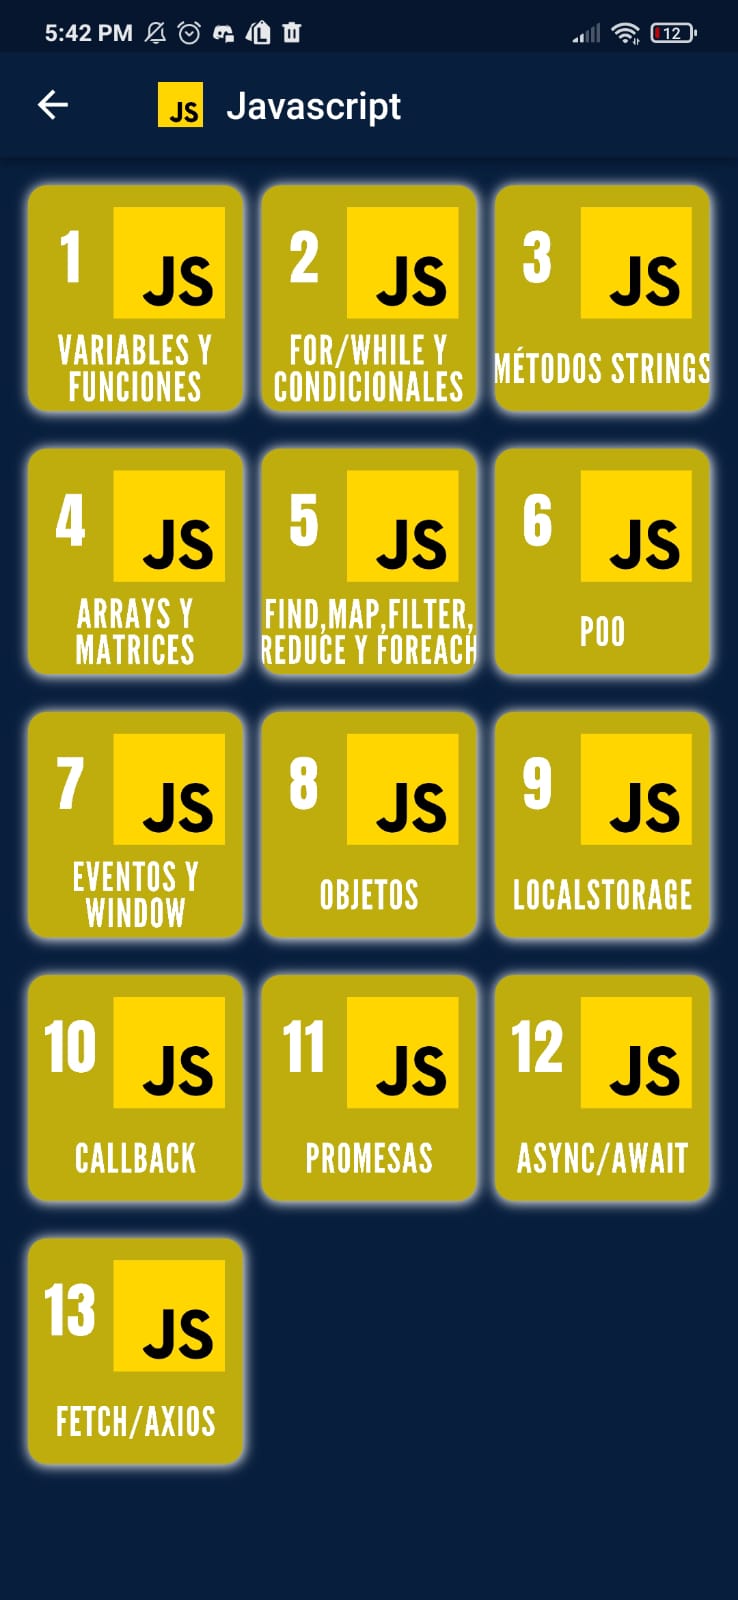 5:42 PM
12
JS Javascript
1 JS
VARIABLES Y
FUNCIONES
2 JS
FOR/WHILE Y
CONDICIONALES
3 JS
MÉTODOS STRINGS
4 JS
ARRAYS Y
MATRICES
5 JS
FIND,MAP,FILTER,
REDUCE Y FOREACH
6 JS
POO
7 JS
EVENTOS Y
WINDOW
8 JS
OBJETOS
9 JS
LOCALSTORAGE
10 JS
CALLBACK
11 JS
PROMESAS
12 JS
ASYNC/AWAIT
13 JS
FETCH/AXIOS